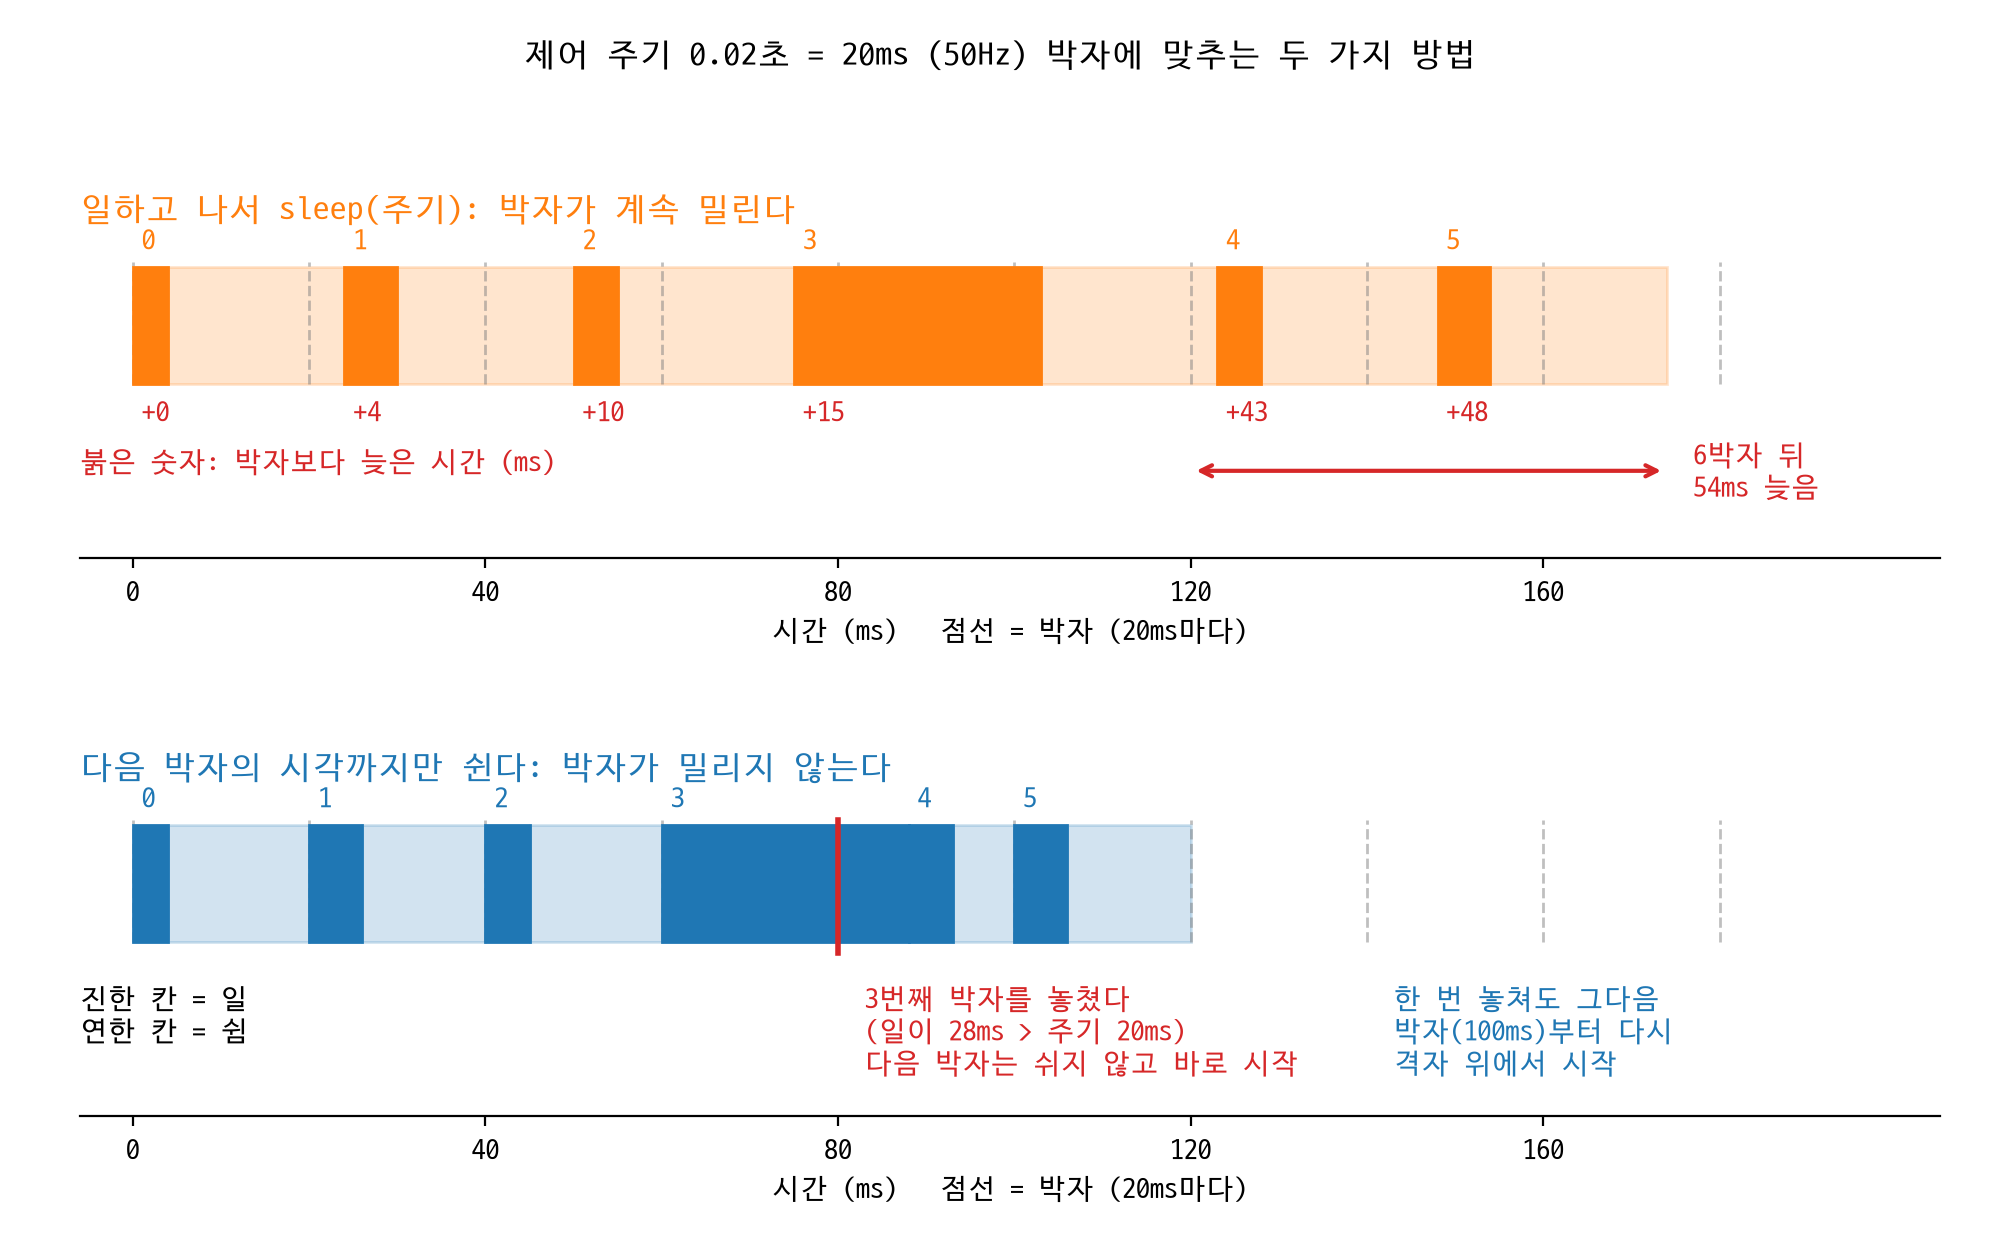 제어 주기 0.02초 = 20ms (50Hz) 박자에 맞추는 두 가지 방법
일하고 나서 sleep(주기): 박자가 계속 밀린다
0 1 2 3 4 5
+0 +4 +10 +15 +43 +48
붉은 숫자: 박자보다 늦은 시간 (ms)
6박자 뒤
54ms 늦음
0 40 80 120 160
시간 (ms) 점선 = 박자 (20ms마다)
다음 박자의 시각까지만 쉰다: 박자가 밀리지 않는다
0 1 2 3 4 5
진한 칸 = 일
연한 칸 = 쉼
3번째 박자를 놓쳤다
(일이 28ms > 주기 20ms)
다음 박자는 쉬지 않고 바로 시작
한 번 놓쳐도 그다음
박자(100ms)부터 다시
격자 위에서 시작
0 40 80 120 160
시간 (ms) 점선 = 박자 (20ms마다)